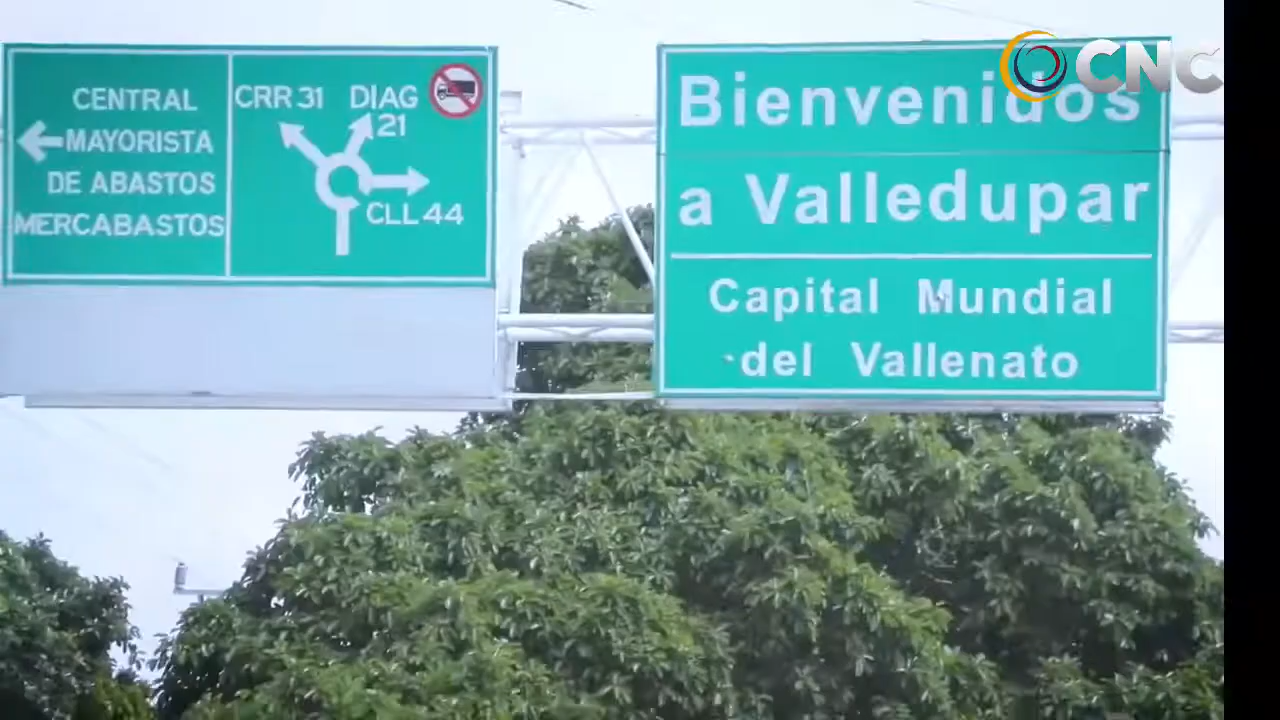 CENTRAL
MAYORISTA
DE ABASTOS
MERCABASTOS
CRR 31
DIAG
21
CLL 44
Bienvenidos
a Valledupar
Capital Mundial
del Vallenato
CNC